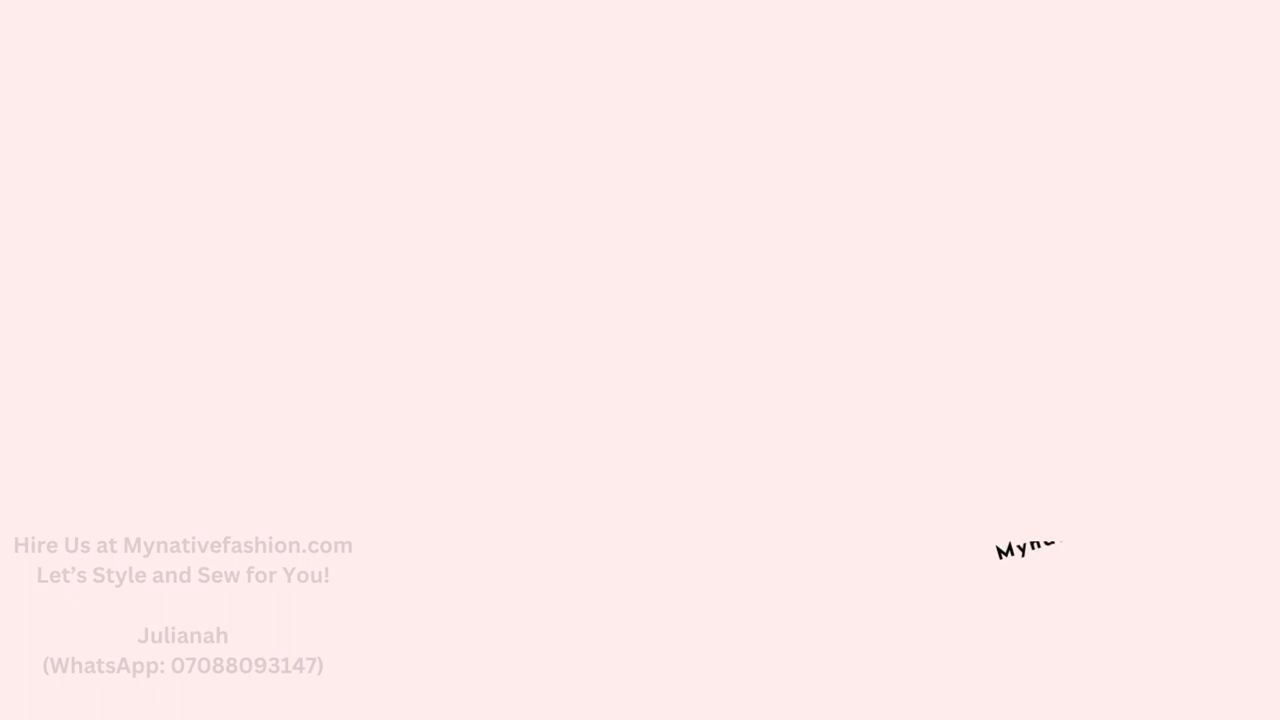 Hire Us at Mynativefashion.com
Let’s Style and Sew for You!
Julianah
(WhatsApp: 07088093147)